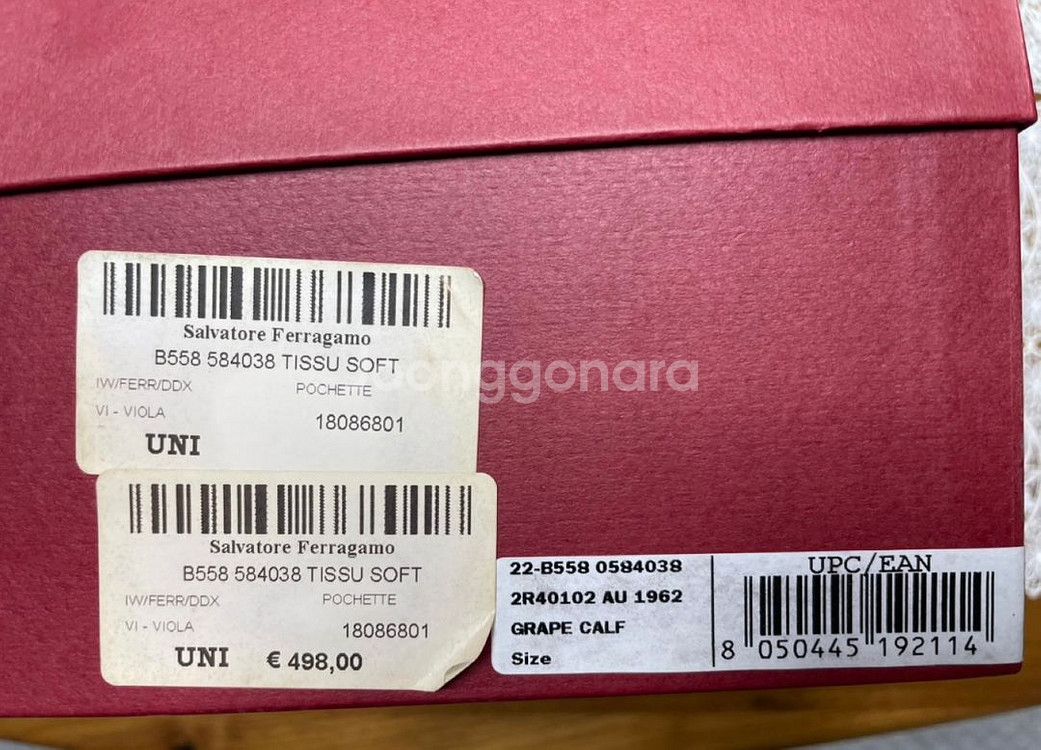 Salvatore Ferragamo
B558 584038 TISSU SOFT
IW/FERR/DDX POCHETTE
VI - VIOLA 18086801
UNI
Salvatore Ferragamo
B558 584038 TISSU SOFT
IW/FERR/DDX POCHETTE
VI - VIOLA 18086801
UNI € 498,00
22-B558 0584038
2R40102 AU 1962
GRAPE CALF
Size
UPC/EAN
8 050445 192114